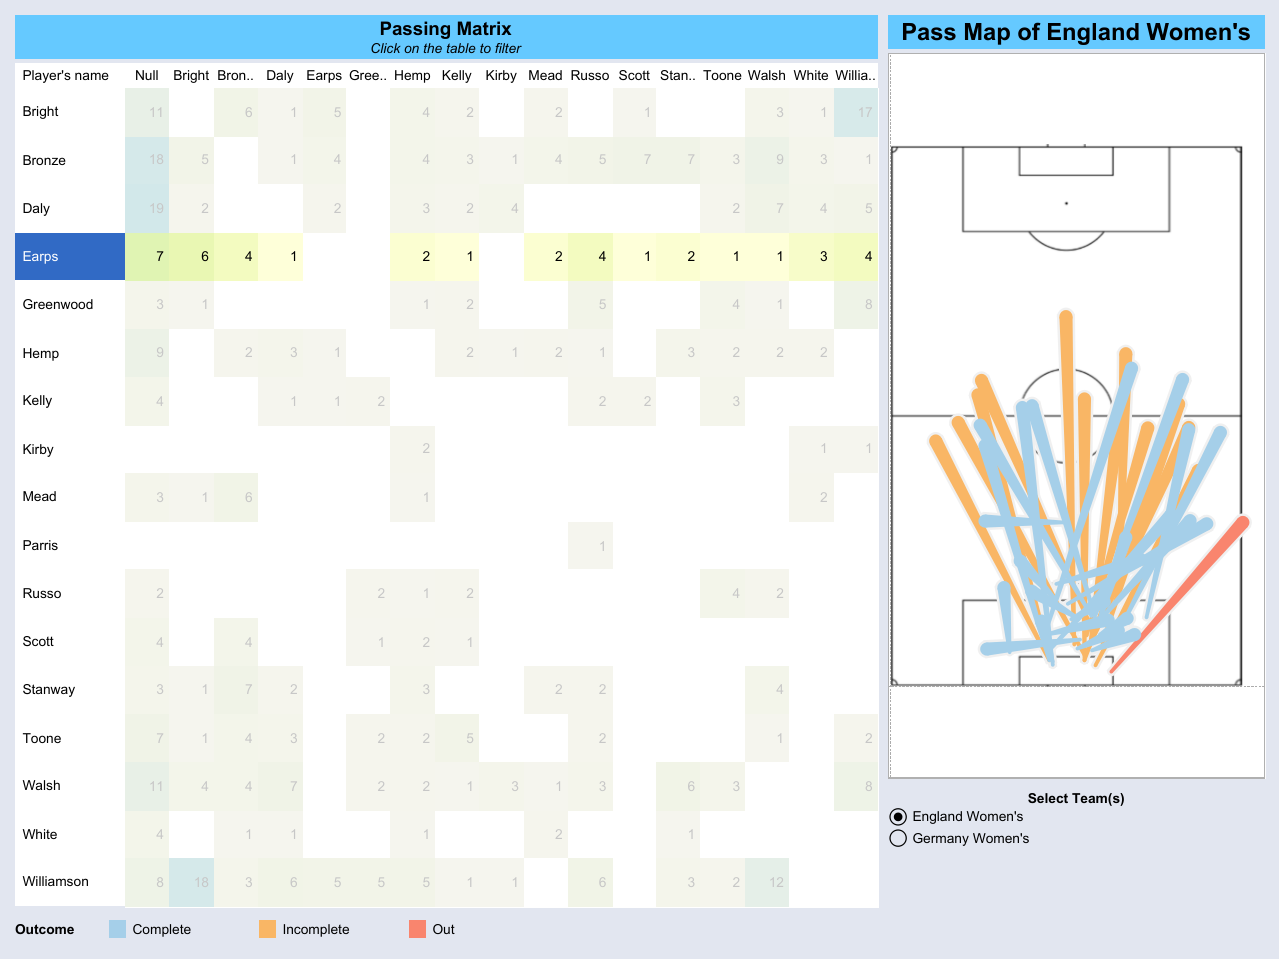 Passing Matrix
Click on the table to filter
Pass Map of England Women's
Player's name Null Bright Bron.. Daly Earps Gree.. Hemp Kelly Kirby Mead Russo Scott Stan.. Toone Walsh White Willia..
Bright 11 6 1 5 4 2 2 1 3 1 17
Bronze 18 5 1 4 4 3 1 4 5 7 7 3 9 3 1
Daly 19 2 2 3 2 4 2 7 4 5
Earps 7 6 4 1 2 1 2 4 1 2 1 1 3 4
Greenwood 3 1 1 2 5 4 1 8
Hemp 9 2 3 1 2 1 2 1 3 2 2 2
Kelly 4 1 1 2 2 2 3
Kirby 2 1 1
Mead 3 1 6 1 2
Parris 1
Russo 2 2 1 2 4 2
Scott 4 4 1 2 1
Stanway 3 1 7 2 3 2 2 4
Toone 7 1 4 3 2 2 5 2 1 2
Walsh 11 4 4 7 2 2 1 3 1 3 6 3 8
White 4 1 1 1 2 1
Williamson 8 18 3 6 5 5 5 1 1 6 3 2 12
Select Team(s)
England Women's
Germany Women's
Outcome Complete Incomplete Out